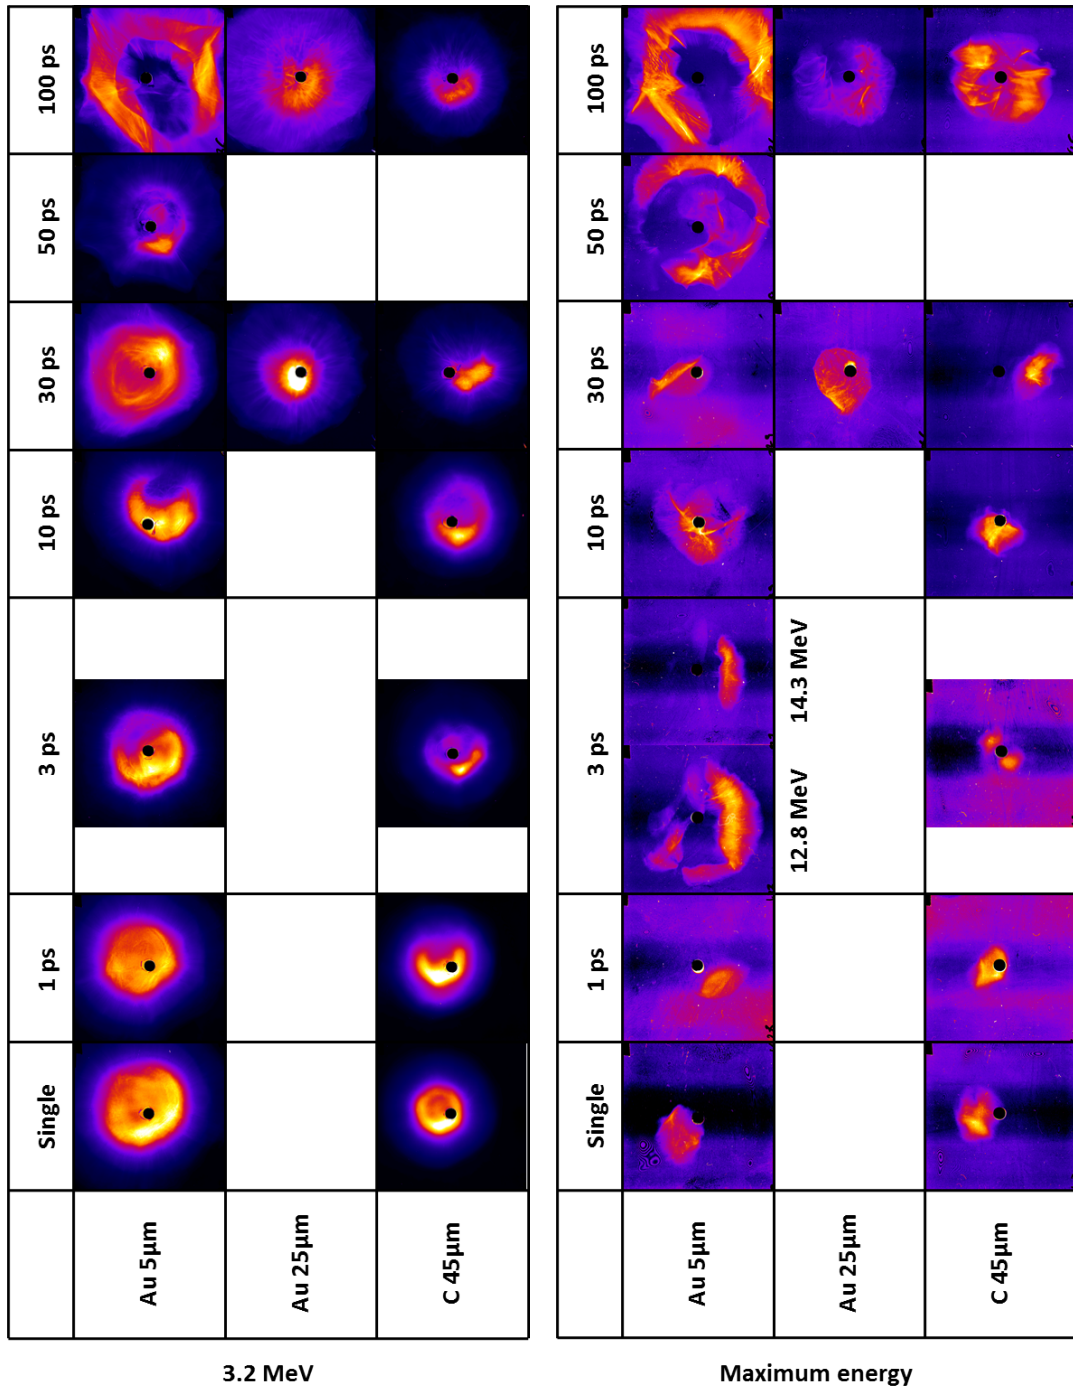 100 ps
50 ps
30 ps
10 ps
3 ps
1 ps
Single
Au 5μm
Au 25μm
C 45μm
3.2 MeV
100 ps
50 ps
30 ps
10 ps
3 ps
14.3 MeV
12.8 MeV
1 ps
Single
Au 5μm
Au 25μm
C 45μm
Maximum energy